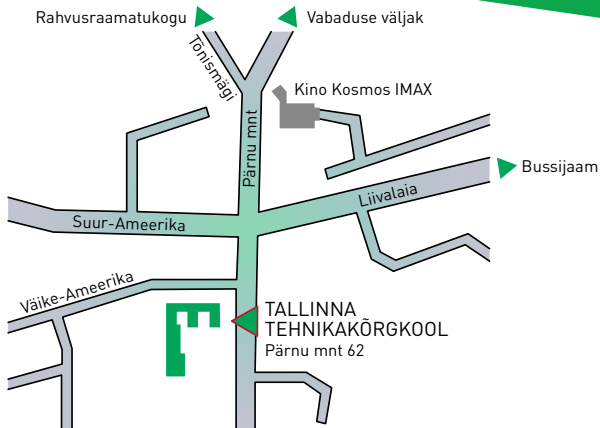 Rahvusraamatukogu
Vabaduse väljak
Tõnismägi
Kino Kosmos IMAX
Pärnu mnt
Bussijaam
Liivalaia
Suur-Ameerika
Väike-Ameerika
TALLINNA
TEHNIKAKÕRGKOOL
Pärnu mnt 62